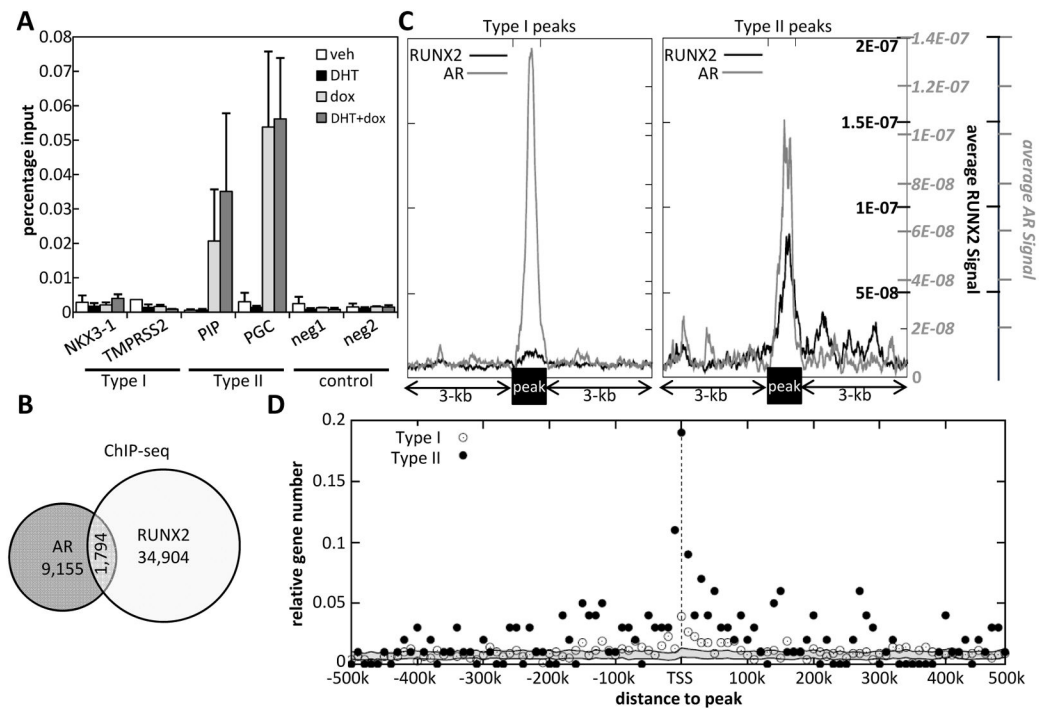 A
0.08
0.07
0.06
0.05
0.04
0.03
0.02
0.01
0
percentage input
veh
DHT
dox
DHT+dox
NKX3-1
TMPRSS2
PIP
PGC
neg1
neg2
Type I
Type II
control
B
ChIP-seq
AR
9,155
1,794
RUNX2
34,904
C
Type I peaks
RUNX2
AR
3-kb
peak
3-kb
Type II peaks
RUNX2
AR
3-kb
peak
3-kb
2E-07
1.5E-07
1E-07
5E-08
1.4E-07
1.2E-07
1E-07
8E-08
6E-08
4E-08
2E-08
0
average RUNX2 Signal
average AR Signal
D
0.2
0.15
0.1
0.05
0
relative gene number
Type I
Type II
-500k
-400k
-300k
-200k
-100k
TSS
100k
200k
300k
400k
500k
distance to peak